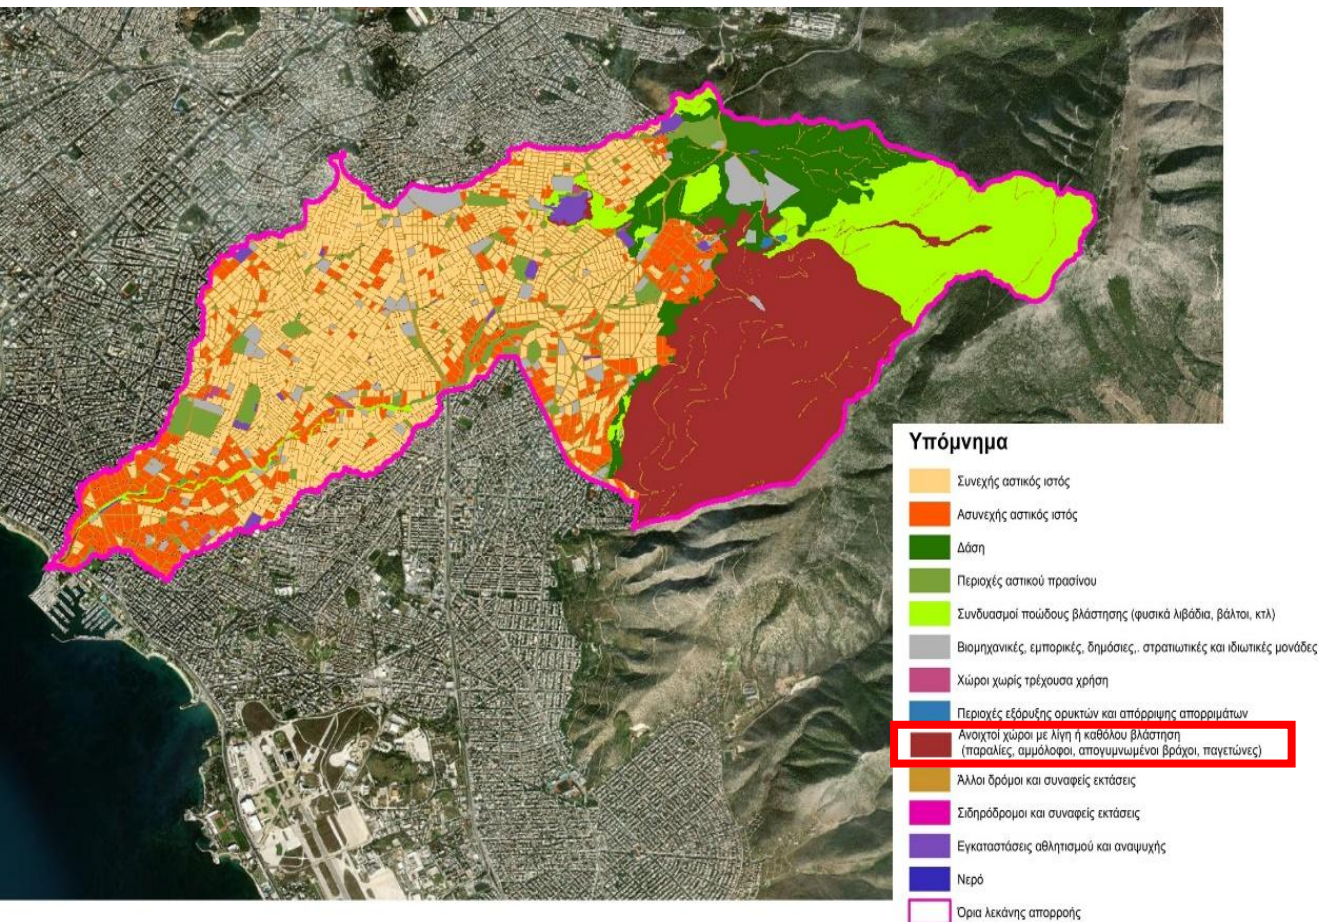 Υπόμνημα
Συνεχής αστικός ιστός
Ασυνεχής αστικός ιστός
Δάση
Περιοχές αστικού πρασίνου
Συνδυασμοί ποώδους βλάστησης (φυσικά λιβάδια, βάλτοι, κτλ)
Βιομηχανικές, εμπορικές, δημόσιες,. στρατιωτικές και ιδιωτικές μονάδες
Χώροι χωρίς τρέχουσα χρήση
Περιοχές εξόρυξης ορυκτών και απόρριψης απορριμάτων
Ανοιχτοί χώροι με λίγη ή καθόλου βλάστηση
(παραλίες, αμμόλοφοι, απογυμνωμένοι βράχοι, παγετώνες)
Άλλοι δρόμοι και συναφείς εκτάσεις
Σιδηρόδρομοι και συναφείς εκτάσεις
Εγκαταστάσεις αθλητισμού και αναψυχής
Νερό
Όρια λεκάνης απορροής